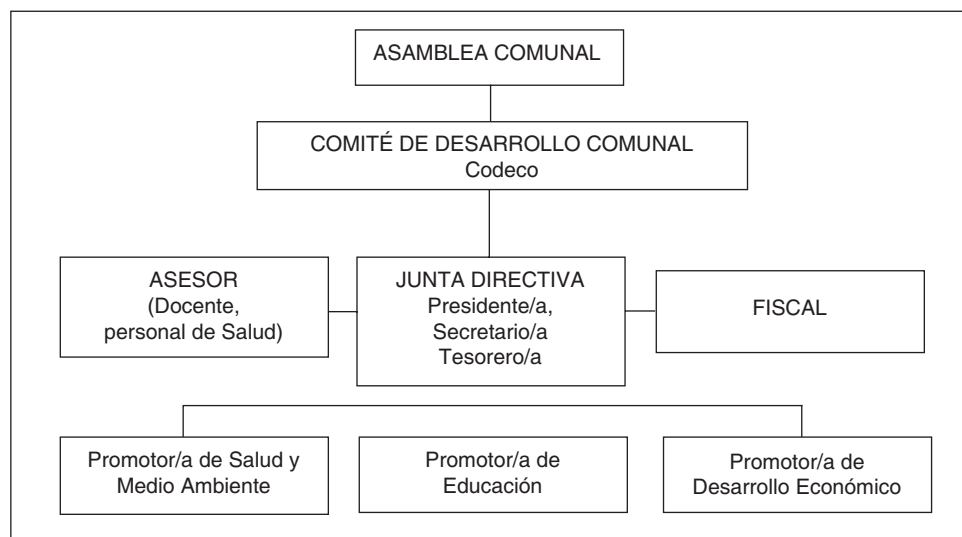 ASAMBLEA COMUNAL
COMITÉ DE DESARROLLO COMUNAL
Codeco
ASESOR
(Docente,
personal de Salud)
JUNTA DIRECTIVA
Presidente/a,
Secretario/a
Tesorero/a
FISCAL
Promotor/a de Salud y
Medio Ambiente
Promotor/a de
Educación
Promotor/a de
Desarrollo Económico